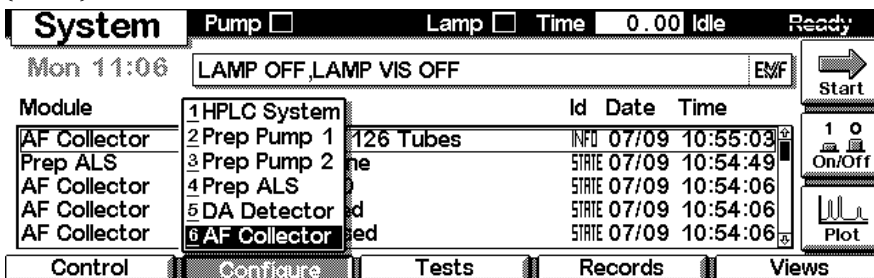 System Pump Lamp Time 0.00 Idle Ready
Mon 11:06 LAMP OFF,LAMP VIS OFF EMF
Start
Module Id Date Time
1 HPLC System
2 Prep Pump 1
3 Prep Pump 2
4 Prep ALS
5 DA Detector
6 AF Collector
AF Collector 126 Tubes INFO 07/09 10:55:03
Prep ALS ne STATE 07/09 10:54:49
AF Collector STATE 07/09 10:54:06
AF Collector ed STATE 07/09 10:54:06
AF Collector sed STATE 07/09 10:54:06
1 0
On/Off
Plot
Control Configure Tests Records Views